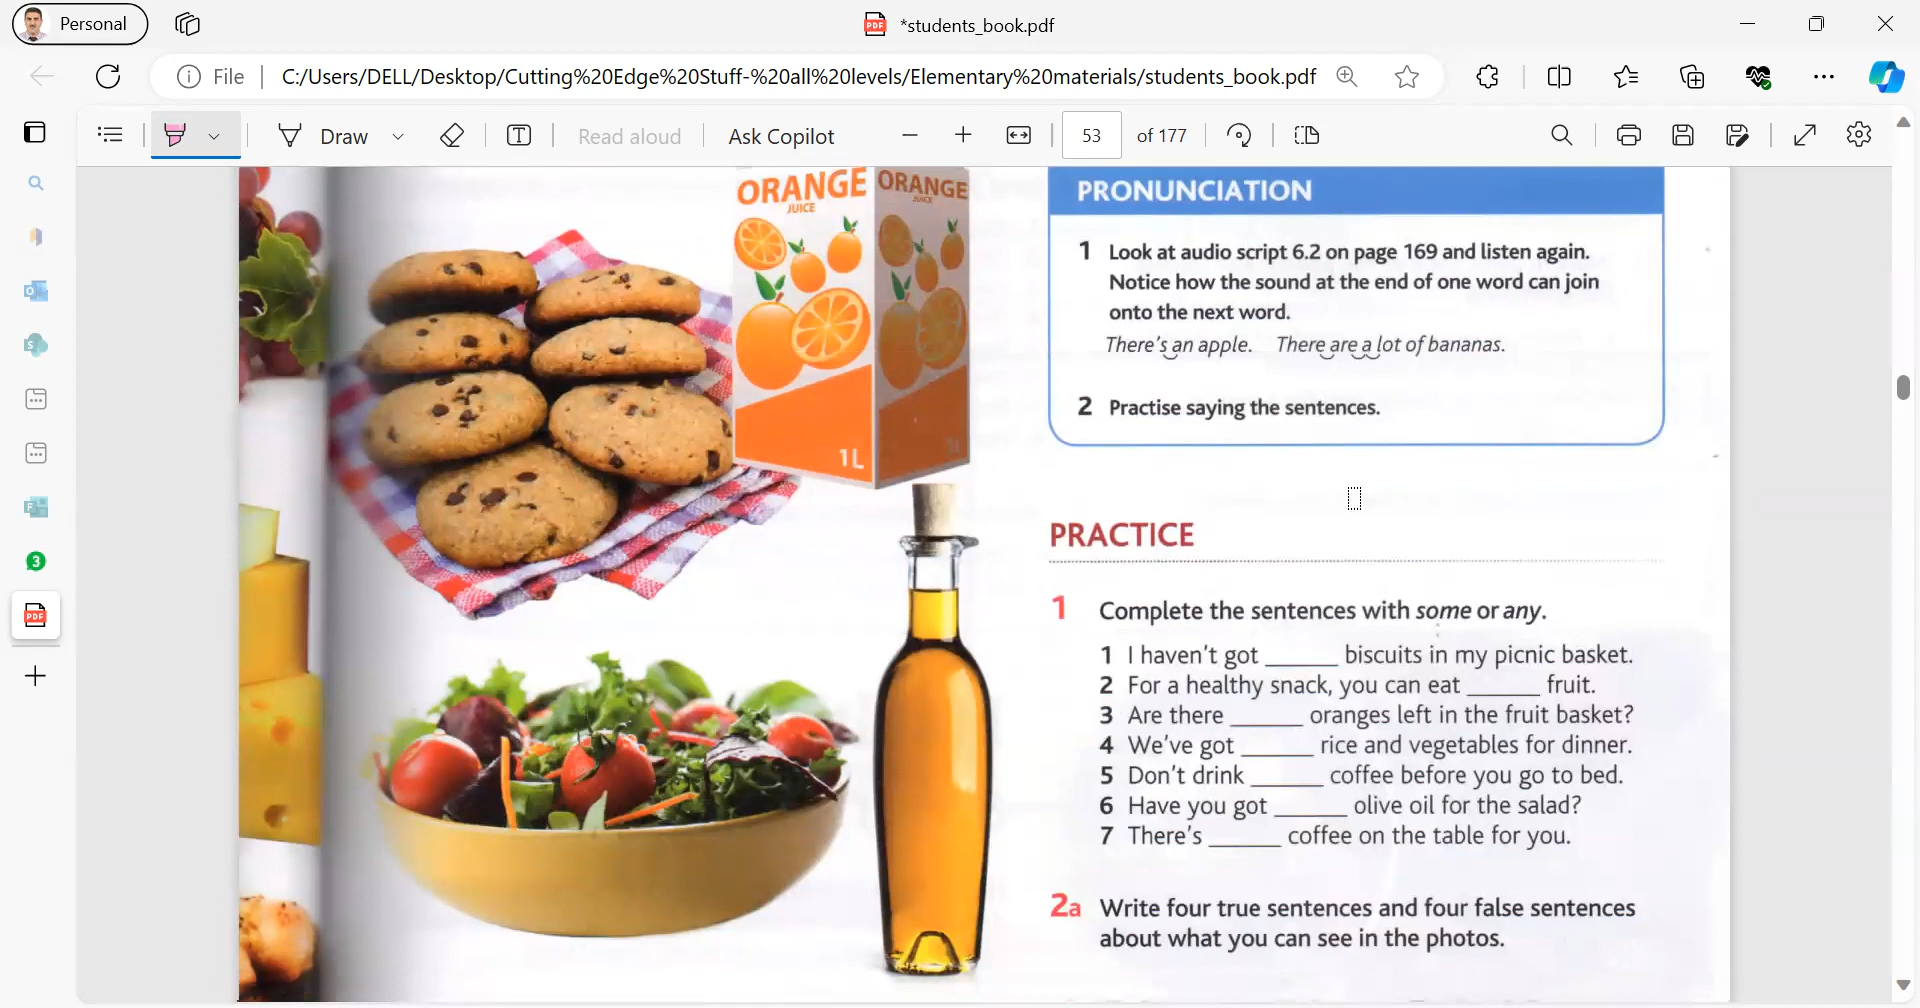 Personal
*students_book.pdf
File
C:/Users/DELL/Desktop/Cutting%20Edge%20Stuff-%20all%20levels/Elementary%20materials/students_book.pdf
Draw
Read aloud
Ask Copilot
53
of 177
ORANGE
JUICE
ORANGE
JUICE
1L
PRONUNCIATION
1 Look at audio script 6.2 on page 169 and listen again.
Notice how the sound at the end of one word can join
onto the next word.
There's an apple. There are a lot of bananas.
2 Practise saying the sentences.
PRACTICE
1 Complete the sentences with some or any.
1 I haven't got ______ biscuits in my picnic basket.
2 For a healthy snack, you can eat ______ fruit.
3 Are there ______ oranges left in the fruit basket?
4 We've got ______ rice and vegetables for dinner.
5 Don't drink ______ coffee before you go to bed.
6 Have you got ______ olive oil for the salad?
7 There's ______ coffee on the table for you.
2a Write four true sentences and four false sentences
about what you can see in the photos.
3
PDF
PDF